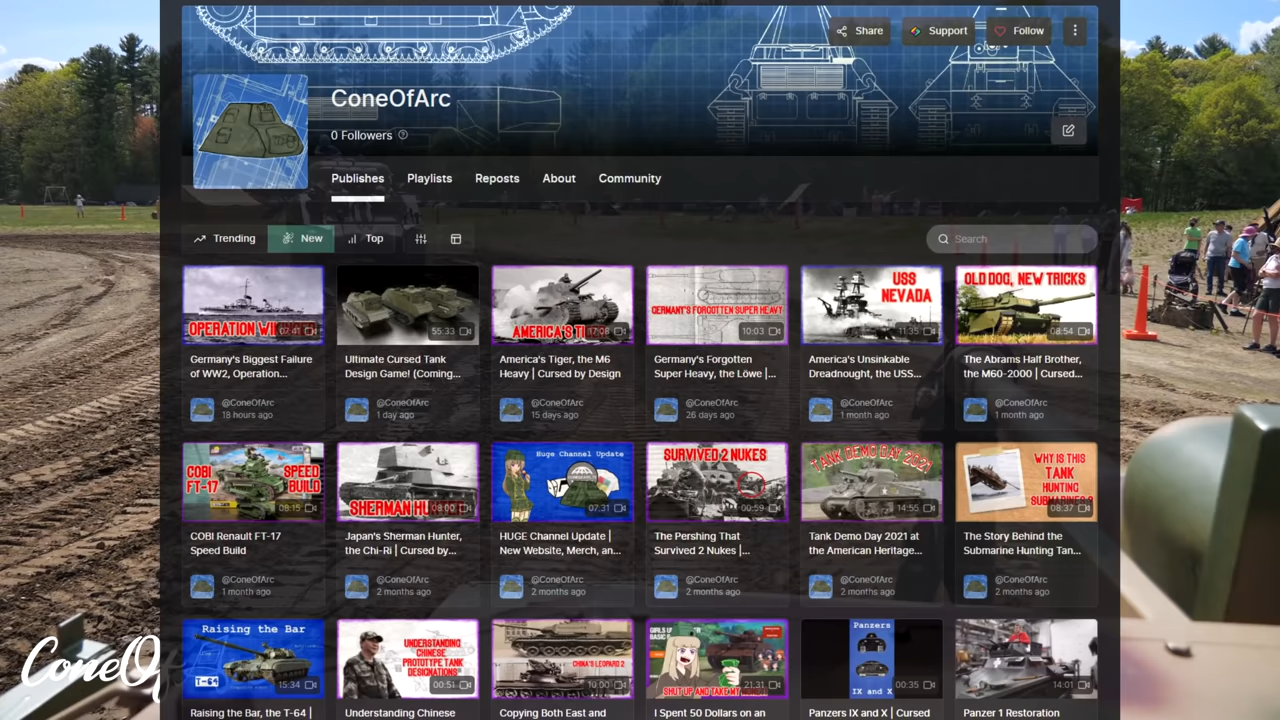 Share
Support
Follow
ConeOfArc
0 Followers
Publishes
Playlists
Reposts
About
Community
Trending
New
Top
Search
OPERATION WI
07:41
55:33
AMERICA'S TI
17:08
GERMANY'S FORGOTTEN SUPER HEAVY
10:03
USS
NEVADA
11:35
OLD DOG, NEW TRICKS
08:54
Germany's Biggest Failure
of WW2, Operation...
Ultimate Cursed Tank
Design Game! (Coming...
America's Tiger, the M6
Heavy | Cursed by Design
Germany's Forgotten
Super Heavy, the Löwe |...
America's Unsinkable
Dreadnought, the USS...
The Abrams Half Brother,
the M60-2000 | Cursed...
@ConeOfArc
18 hours ago
@ConeOfArc
1 day ago
@ConeOfArc
15 days ago
@ConeOfArc
26 days ago
@ConeOfArc
1 month ago
@ConeOfArc
1 month ago
COBI
FT-17
SPEED
BUILD
08:15
SHERMAN HU
08:00
Huge Channel Update
07:31
SURVIVED 2 NUKES
00:59
TANK DEMO DAY 2021
14:55
WHY IS THIS
TANK
HUNTING
SUBMARINES?
08:37
COBI Renault FT-17
Speed Build
Japan's Sherman Hunter,
the Chi-Ri | Cursed by...
HUGE Channel Update |
New Website, Merch, an...
The Pershing That
Survived 2 Nukes |...
Tank Demo Day 2021 at
the American Heritage...
The Story Behind the
Submarine Hunting Tan...
@ConeOfArc
1 month ago
@ConeOfArc
2 months ago
@ConeOfArc
2 months ago
@ConeOfArc
2 months ago
@ConeOfArc
2 months ago
@ConeOfArc
2 months ago
Raising the Bar
T-64
15:34
UNDERSTANDING
CHINESE
PROTOTYPE TANK
DESIGNATIONS
00:51
CHINA'S LEOPARD 2
10:00
SHUT UP AND TAKE MY
21:31
Panzers
IX and X
00:35
14:01
ConeOf
Raising the Bar, the T-64 |
Understanding Chinese
Copying Both East and
I Spent 50 Dollars on an
Panzers IX and X | Cursed
Panzer 1 Restoration